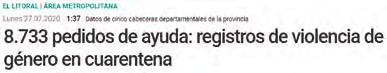 EL LITORAL | ÁREA METROPOLITANA
Lunes 27.07.2020 1:37 Datos de cinco cabeceras departamentales de la provincia
8.733 pedidos de ayuda: registros de violencia de
género en cuarentena